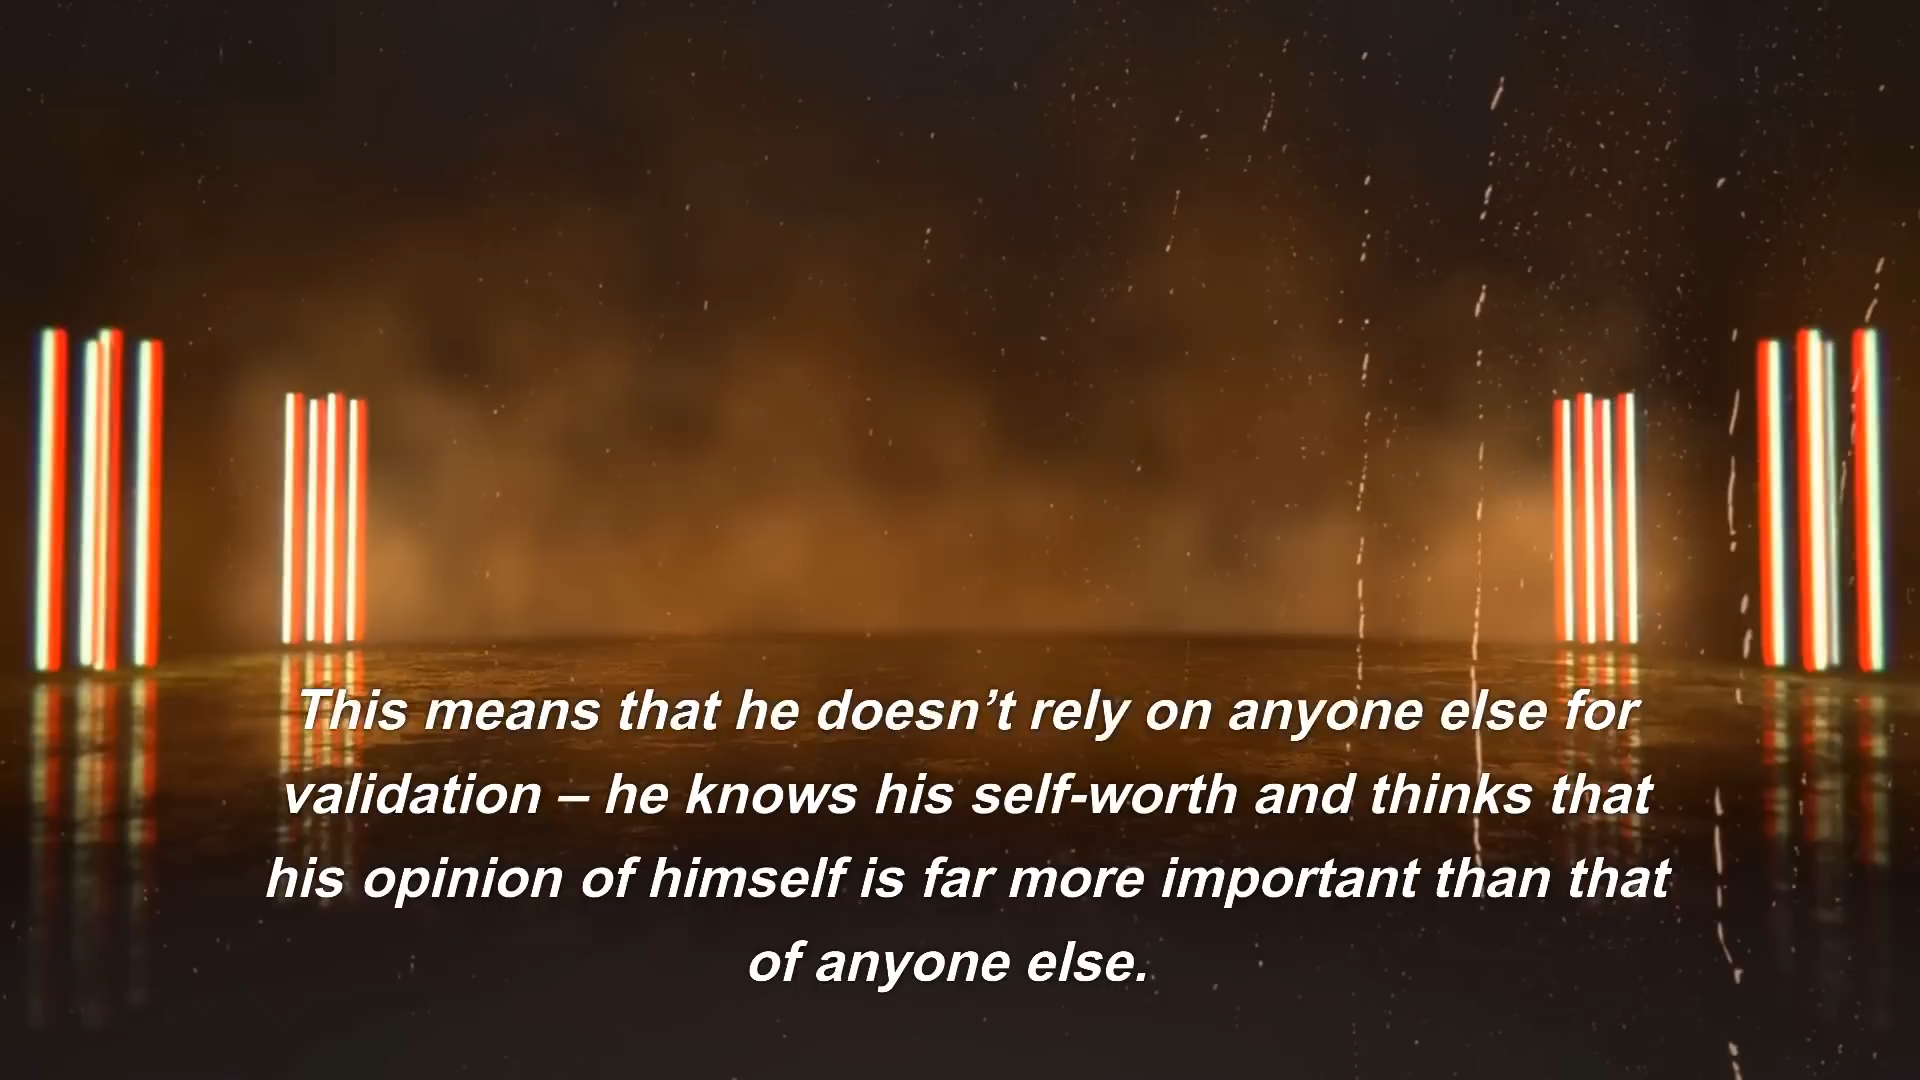 This means that he doesn’t rely on anyone else for
validation – he knows his self-worth and thinks that
his opinion of himself is far more important than that
of anyone else.